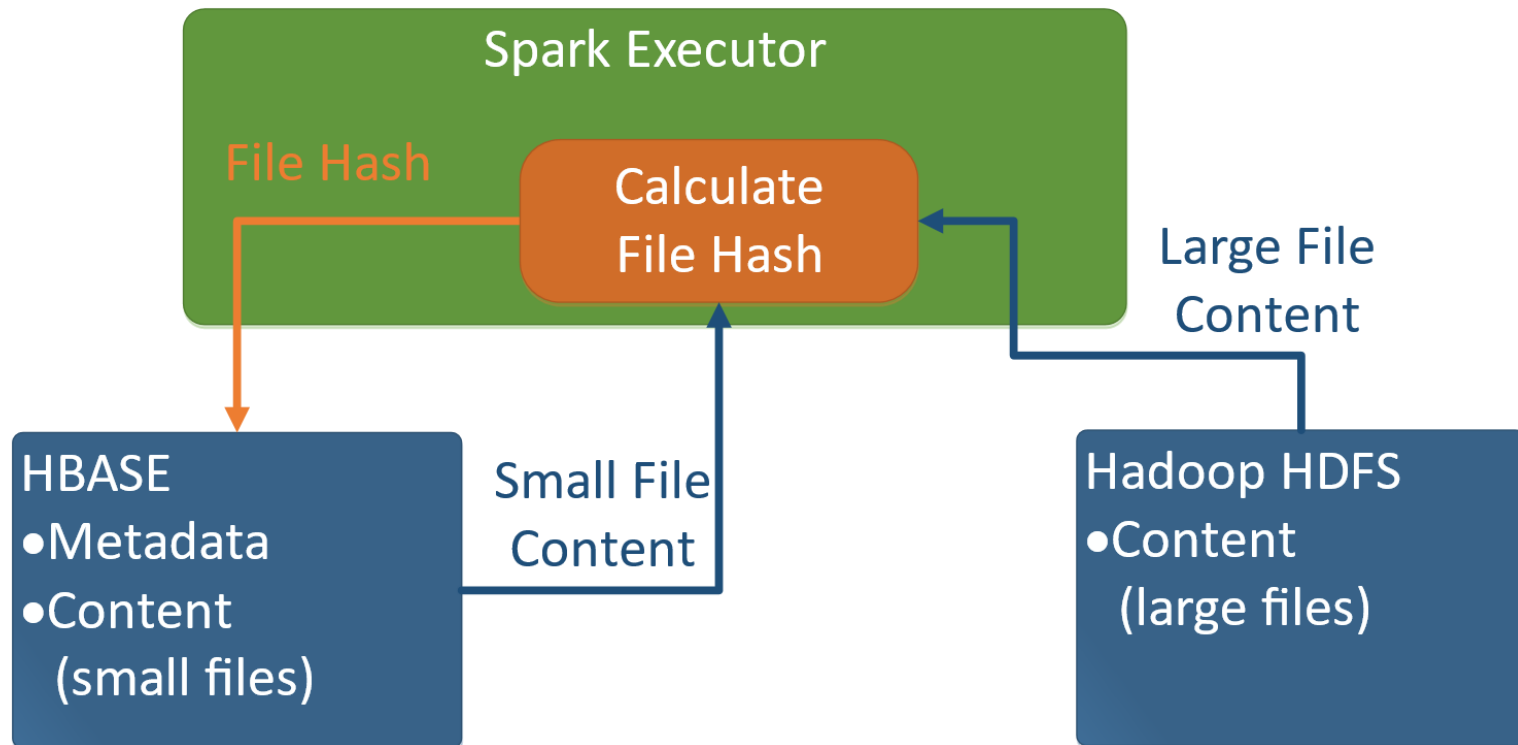 Spark Executor
File Hash
Calculate
File Hash
Large File
Content
HBASE
•Metadata
•Content
(small files)
Small File
Content
Hadoop HDFS
•Content
(large files)